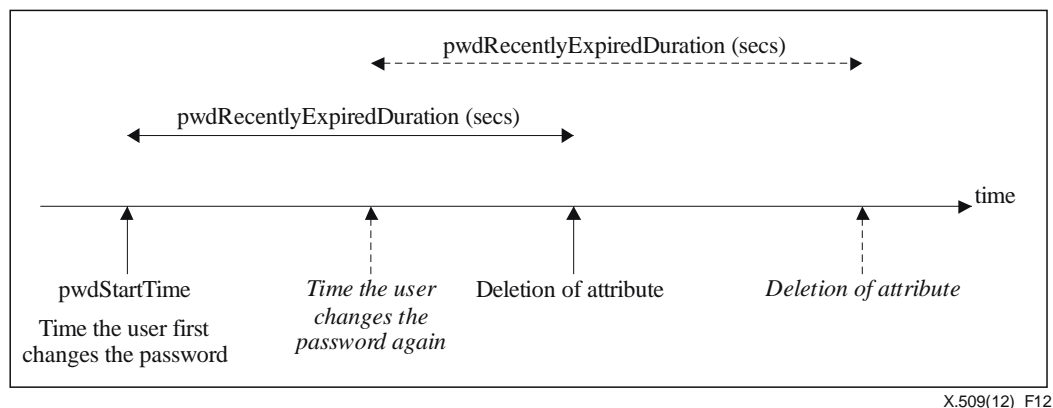 pwdRecentlyExpiredDuration (secs)
pwdRecentlyExpiredDuration (secs)
time
pwdStartTime
Time the user first
changes the password
Time the user
changes the
password again
Deletion of attribute
Deletion of attribute
X.509(12)_F12